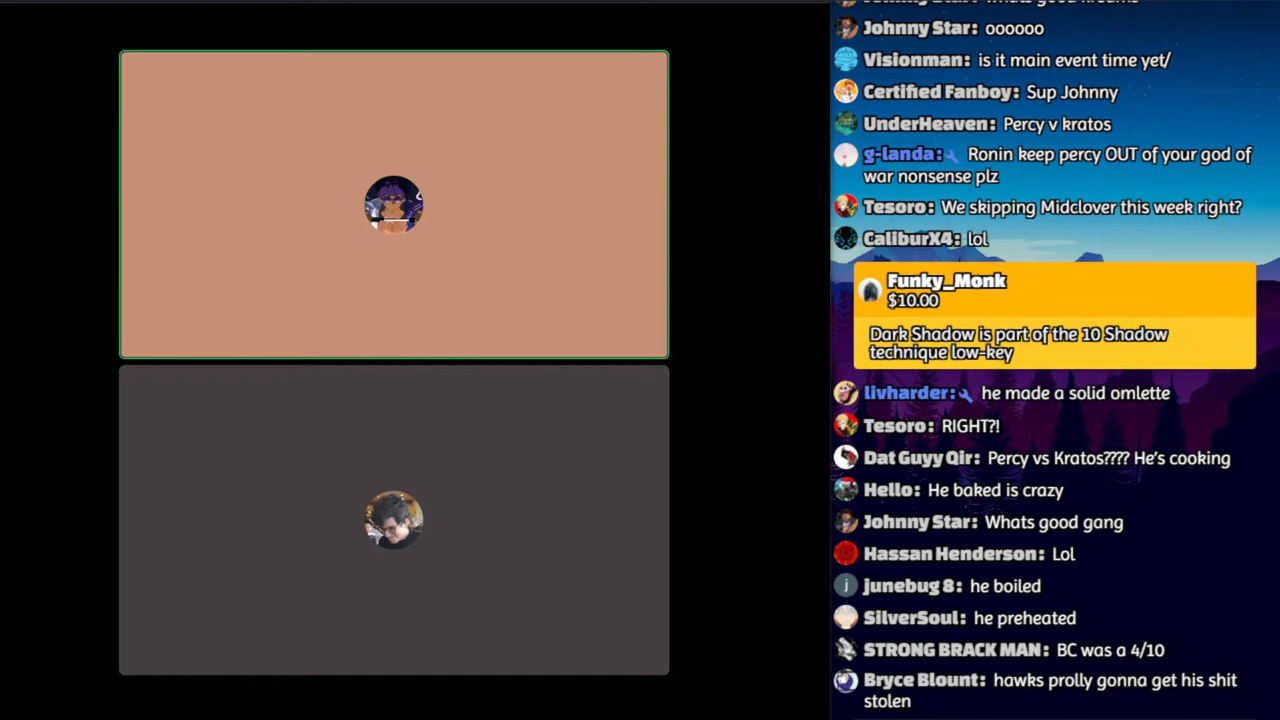 Johnny Star: oooooo
Visionman: is it main event time yet/
Certified Fanboy: Sup Johnny
UnderHeaven: Percy v kratos
g-landa: Ronin keep percy OUT of your god of
war nonsense plz
Tesoro: We skipping Midclover this week right?
CaliburX4: lol
Funky_Monk
$10.00
Dark Shadow is part of the 10 Shadow
technique low-key
livharder: he made a solid omlette
Tesoro: RIGHT?!
Dat Guyy Qir: Percy vs Kratos???? He's cooking
Hello: He baked is crazy
Johnny Star: Whats good gang
Hassan Henderson: Lol
j junebug 8: he boiled
SilverSoul: he preheated
STRONG BRACK MAN: BC was a 4/10
Bryce Blount: hawks prolly gonna get his shit
stolen